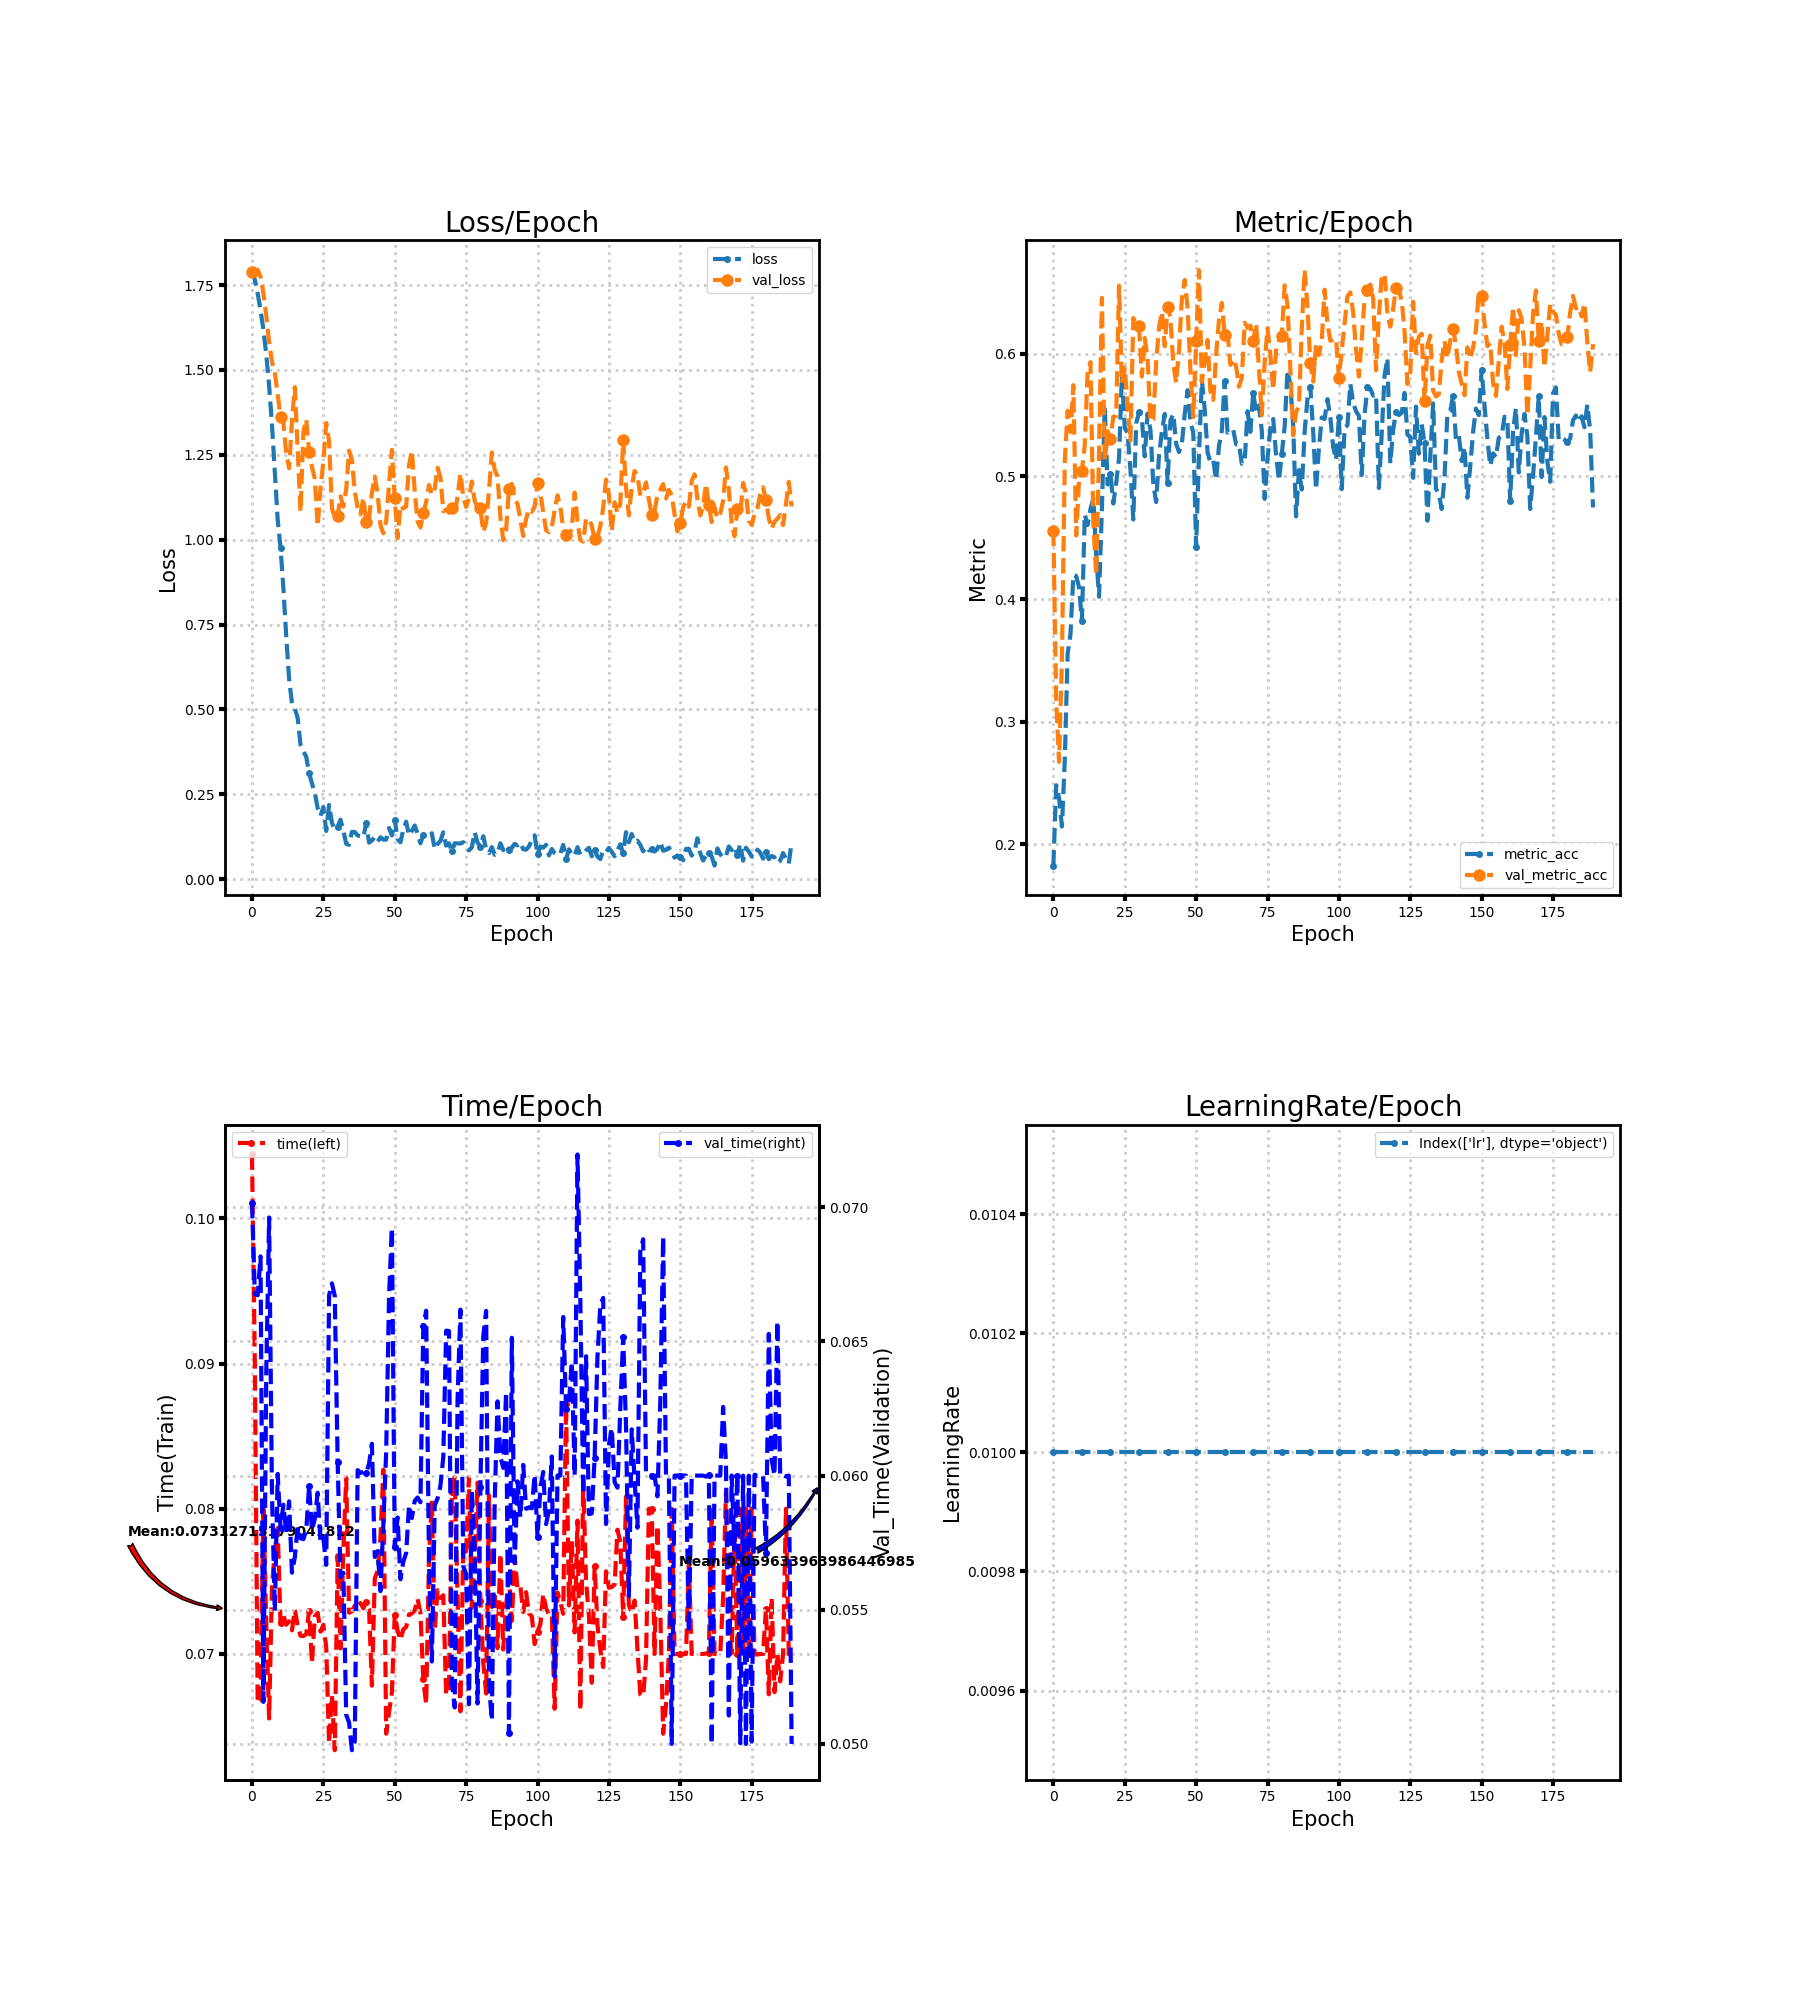 Loss/Epoch
loss
val_loss
1.75
1.50
1.25
1.00
0.75
0.50
0.25
0.00
Loss
0 25 50 75 100 125 150 175
Epoch
Metric/Epoch
0.6
0.5
0.4
0.3
0.2
Metric
metric_acc
val_metric_acc
0 25 50 75 100 125 150 175
Epoch
Time/Epoch
time(left)
val_time(right)
0.10
0.09
0.08
0.07
Time(Train)
0.070
0.065
0.060
0.055
0.050
Val_Time(Validation)
Mean:0.059633963986446985
0 25 50 75 100 125 150 175
Epoch
LearningRate/Epoch
Index(['lr'], dtype='object')
0.0104
0.0102
0.0100
0.0098
0.0096
LearningRate
0 25 50 75 100 125 150 175
Epoch